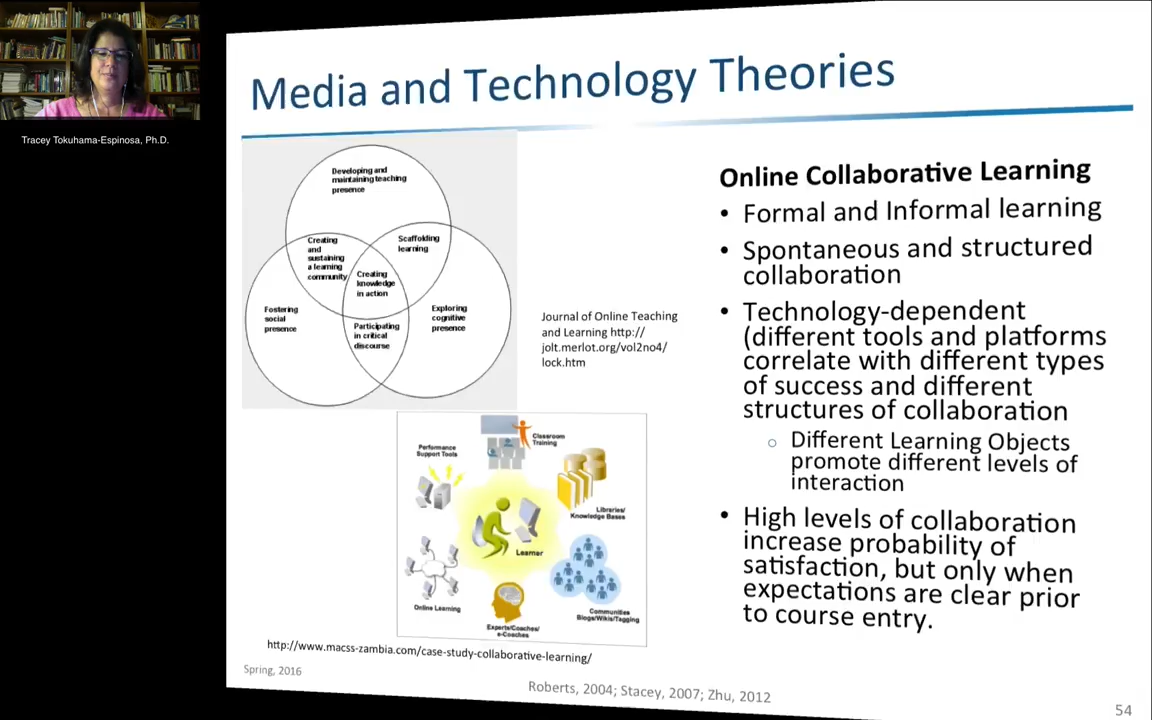 Tracey Tokuhama-Espinosa, Ph.D.
Media and Technology Theories
Developing and
maintaining teaching
presence
Creating
and
sustaining
a learning
community
Scaffolding
learning
Creating
knowledge
in action
Fostering
social
presence
Exploring
cognitive
presence
Participating
in critical
discourse
Journal of Online Teaching
and Learning http://
jolt.merlot.org/vol2no4/
lock.htm
Classroom
Training
Performance
Support Tools
Libraries/
Knowledge Bases
Learner
Online Learning
Communities
Blogs/Wikis/Tagging
Experts/Coaches/
e-Coaches
http://www.macss-zambia.com/case-study-collaborative-learning/
Online Collaborative Learning
• Formal and Informal learning
• Spontaneous and structured
collaboration
• Technology-dependent
(different tools and platforms
correlate with different types
of success and different
structures of collaboration
○ Different Learning Objects
promote different levels of
interaction
• High levels of collaboration
increase probability of
satisfaction, but only when
expectations are clear prior
to course entry.
Spring, 2016
Roberts, 2004; Stacey, 2007; Zhu, 2012
54